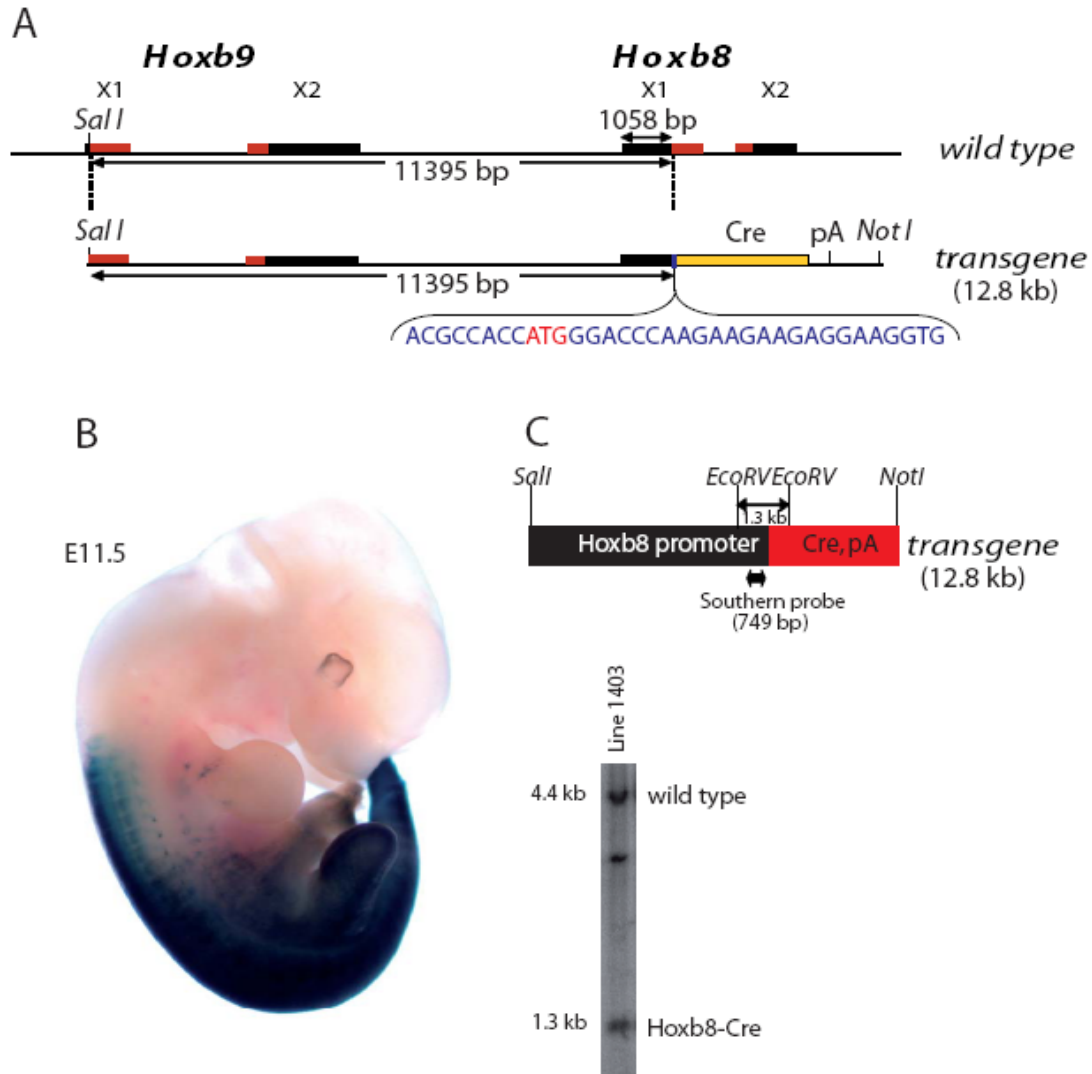 A
Hoxb9 Hoxb8
X1 X2 X1 X2
Sal I 1058 bp
wild type
11395 bp
Sal I Cre pA Not I
transgene
(12.8 kb)
11395 bp
ACGCCACCATGGGACCCAAGAAGAAGAGGAAGGTG
B
E11.5
C
SalI EcoRV EcoRV NotI
1.3 kb
Hoxb8 promoter Cre, pA transgene
(12.8 kb)
Southern probe
(749 bp)
Line 1403
4.4 kb wild type
1.3 kb Hoxb8-Cre